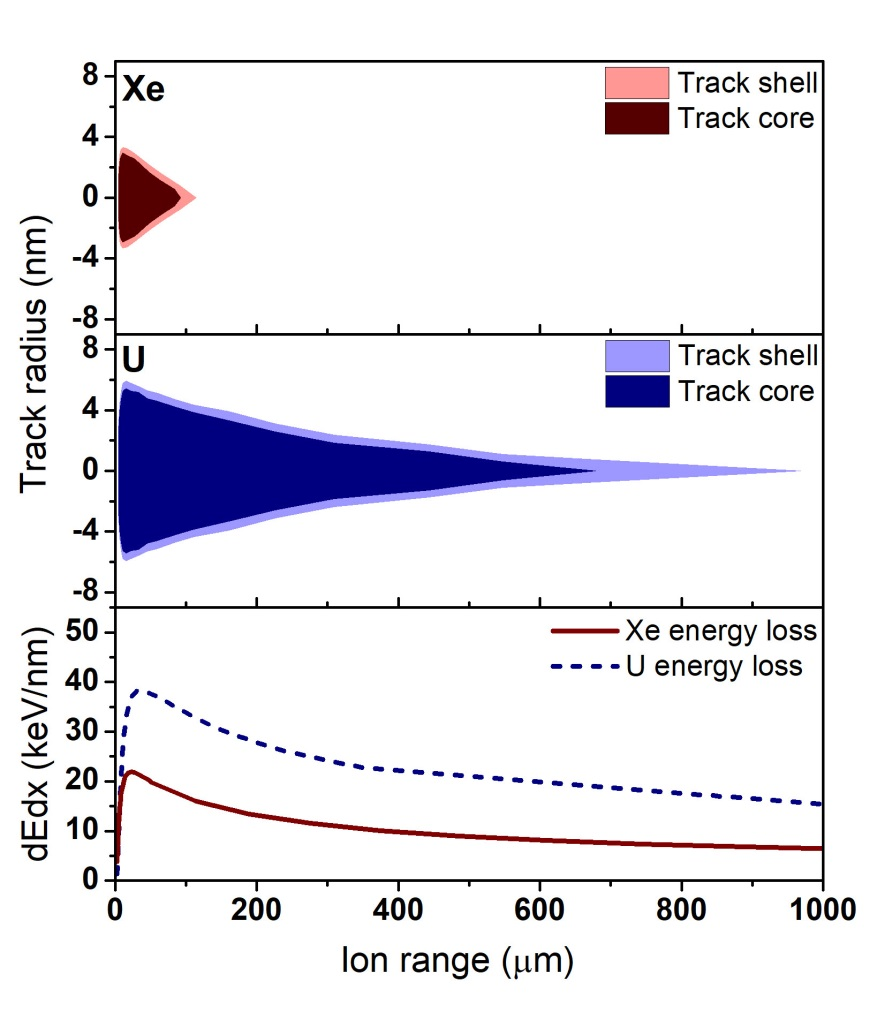 Xe
Track shell
Track core
8
4
0
-4
-8
U
Track shell
Track core
8
4
0
-4
-8
Track radius (nm)
Xe energy loss
U energy loss
50
40
30
20
10
0
dEdx (keV/nm)
0 200 400 600 800 1000
Ion range (μm)